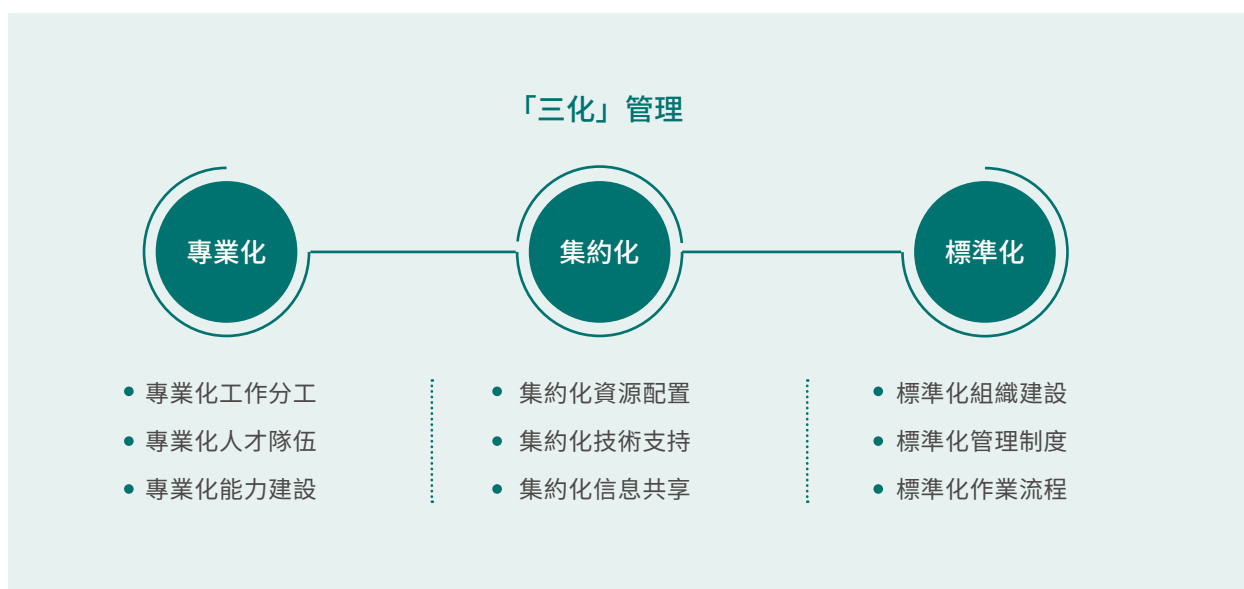 「三化」管理
專業化
集約化
標準化
專業化工作分工
專業化人才隊伍
專業化能力建設
集約化資源配置
集約化技術支持
集約化信息共享
標準化組織建設
標準化管理制度
標準化作業流程